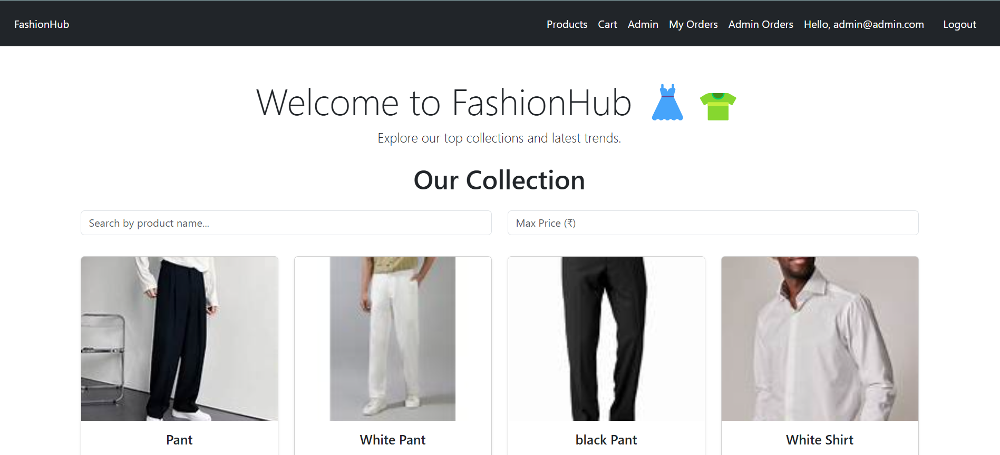 FashionHub Products Cart Admin My Orders Admin Orders Hello, admin@admin.com Logout
Welcome to FashionHub 👗 👕
Explore our top collections and latest trends.
Our Collection
Search by product name... Max Price (₹)
Pant White Pant black Pant White Shirt